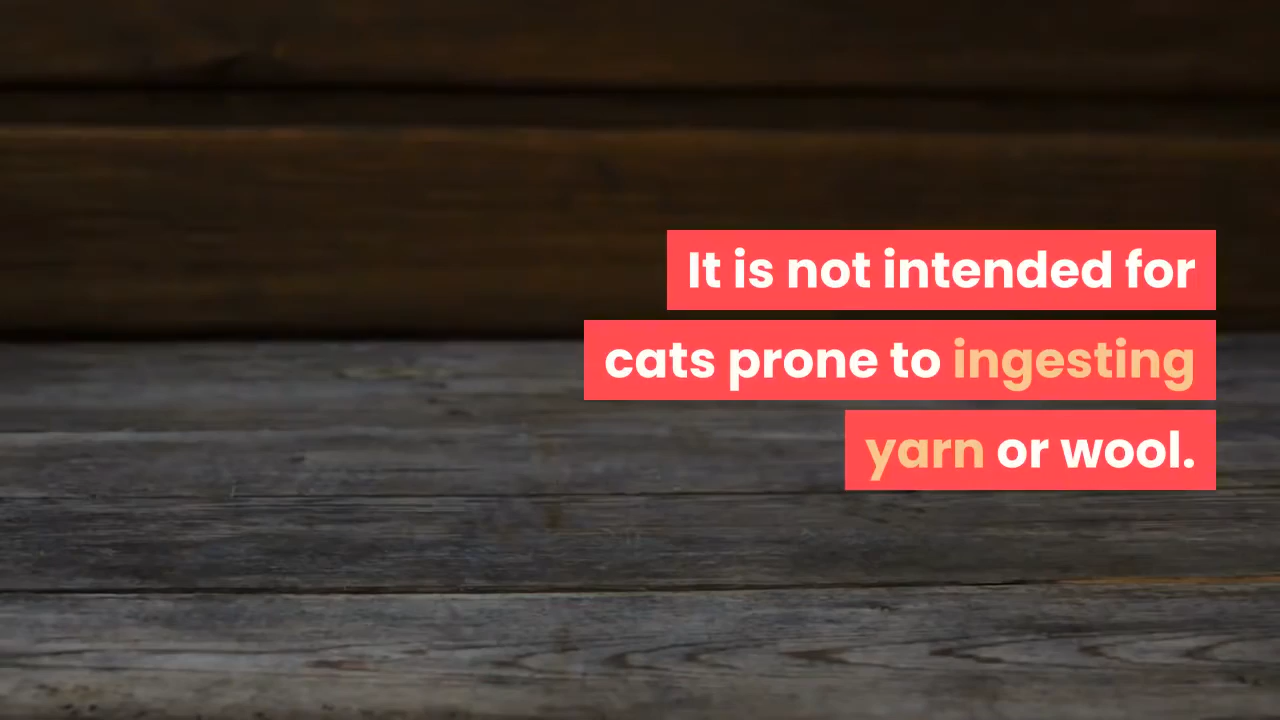 It is not intended for
cats prone to ingesting
yarn or wool.